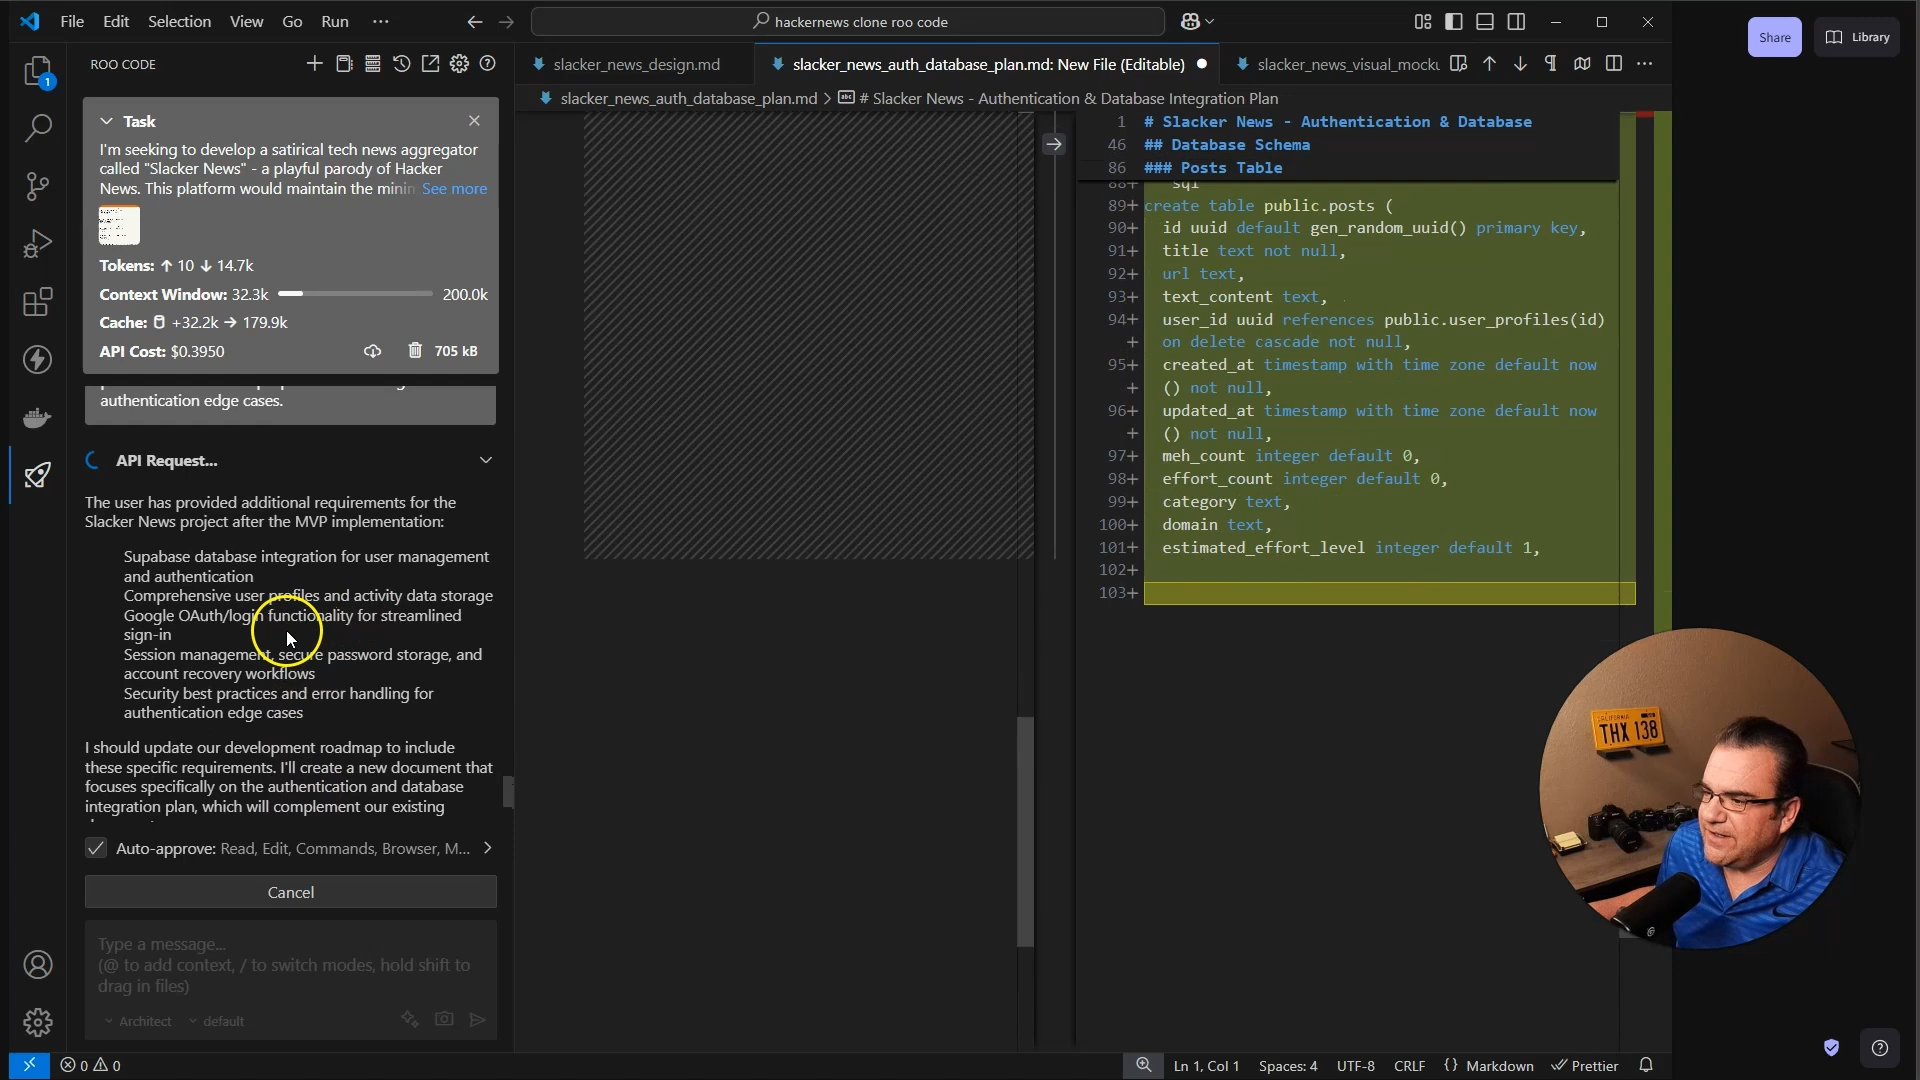 File Edit Selection View Go Run ···
hackernews clone roo code
Share
Library
ROO CODE
slacker_news_design.md
slacker_news_auth_database_plan.md: New File (Editable)
slacker_news_visual_mocku
1
slacker_news_auth_database_plan.md > # Slacker News - Authentication & Database Integration Plan
Task
I'm seeking to develop a satirical tech news aggregator
called "Slacker News" - a playful parody of Hacker
News. This platform would maintain the minim See more
Tokens: ↑ 10 ↓ 14.7k
Context Window: 32.3k 200.0k
Cache: +32.2k → 179.9k
API Cost: $0.3950 705 kB
authentication edge cases.
API Request...
The user has provided additional requirements for the
Slacker News project after the MVP implementation:
Supabase database integration for user management
and authentication
Comprehensive user profiles and activity data storage
Google OAuth/login functionality for streamlined
sign-in
Session management, secure password storage, and
account recovery workflows
Security best practices and error handling for
authentication edge cases
I should update our development roadmap to include
these specific requirements. I'll create a new document that
focuses specifically on the authentication and database
integration plan, which will complement our existing
Auto-approve: Read, Edit, Commands, Browser, M...
Cancel
Type a message...
(@ to add context, / to switch modes, hold shift to
drag in files)
Architect default
1 # Slacker News - Authentication & Database
46 ## Database Schema
86 ### Posts Table
88+ sql
89+ create table public.posts (
90+ id uuid default gen_random_uuid() primary key,
91+ title text not null,
92+ url text,
93+ text_content text,
94+ user_id uuid references public.user_profiles(id)
+ on delete cascade not null,
95+ created_at timestamp with time zone default now
+ () not null,
96+ updated_at timestamp with time zone default now
+ () not null,
97+ meh_count integer default 0,
98+ effort_count integer default 0,
99+ category text,
100+ domain text,
101+ estimated_effort_level integer default 1,
102+
103+
CALIFORNIA
THX 138
0 0
Ln 1, Col 1 Spaces: 4 UTF-8 CRLF {} Markdown Prettier